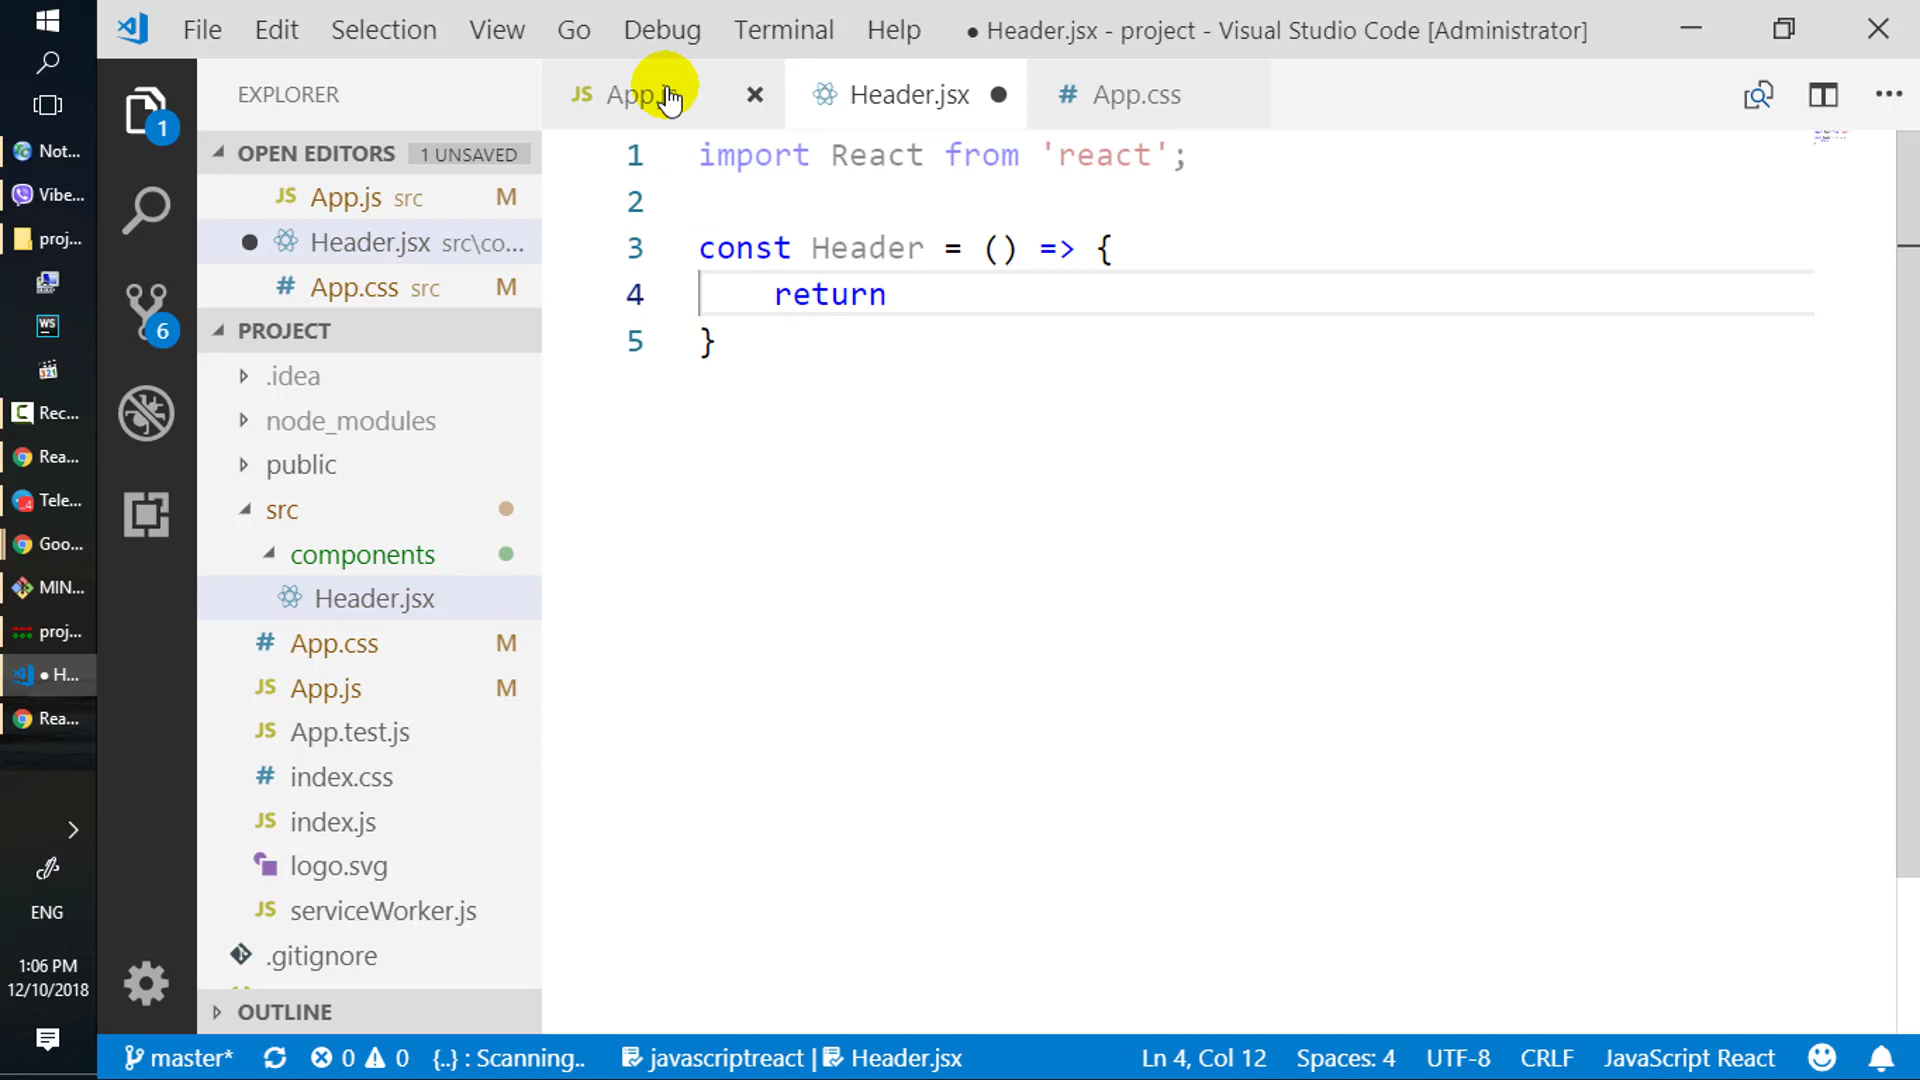 File Edit Selection View Go Debug Terminal Help ● Header.jsx - project - Visual Studio Code [Administrator]
EXPLORER
JS App.js
Header.jsx
# App.css
OPEN EDITORS 1 UNSAVED
JS App.js src M
Header.jsx src\co...
# App.css src M
PROJECT
.idea
node_modules
public
src
components
Header.jsx
# App.css M
JS App.js M
JS App.test.js
# index.css
JS index.js
logo.svg
JS serviceWorker.js
.gitignore
OUTLINE
1 import React from 'react';
2
3 const Header = () => {
4 return
5 }
1
6
Not...
Vibe...
proj...
WS
Rec...
Rea...
Tele...
Goo...
MIN...
proj...
● H...
Rea...
ENG
1:06 PM
12/10/2018
master* 0 0 {..} : Scanning.. javascriptreact | Header.jsx Ln 4, Col 12 Spaces: 4 UTF-8 CRLF JavaScript React